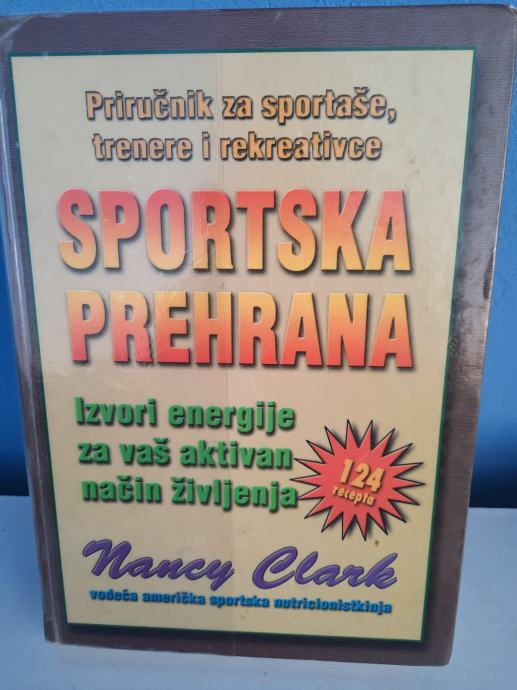 Priručnik za sportaše,
trenere i rekreativce
SPORTSKA
PREHRANA
Izvori energije
za vaš aktivan
način življenja
124
recepta
Nancy Clark
vodeća američka sportska nutricionistkinja